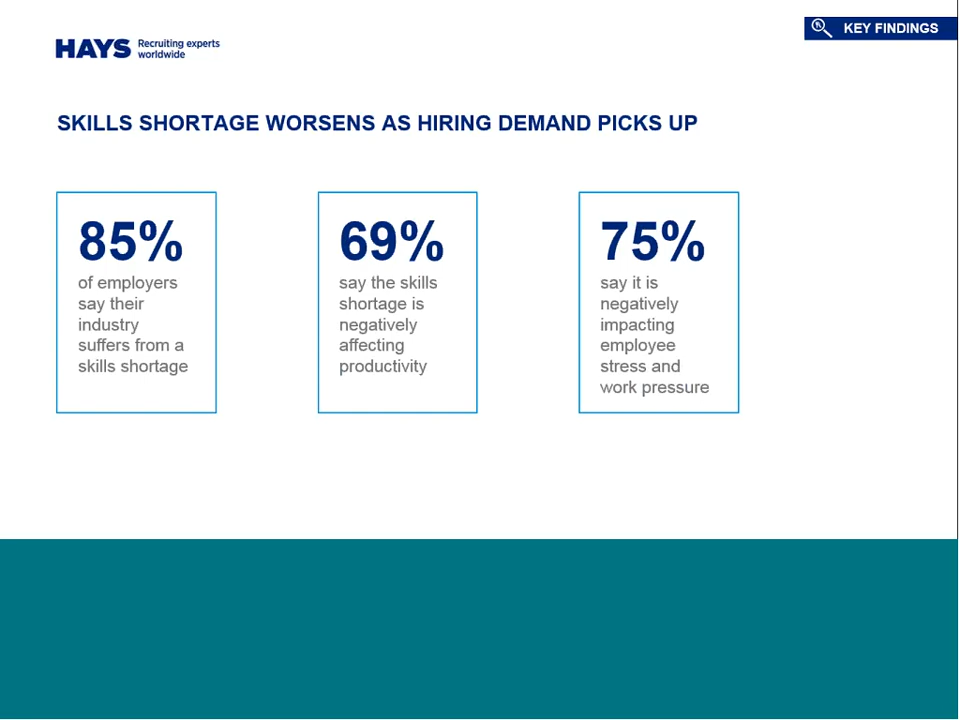 KEY FINDINGS
HAYS Recruiting experts
worldwide
SKILLS SHORTAGE WORSENS AS HIRING DEMAND PICKS UP
85%
of employers
say their
industry
suffers from a
skills shortage
69%
say the skills
shortage is
negatively
affecting
productivity
75%
say it is
negatively
impacting
employee
stress and
work pressure